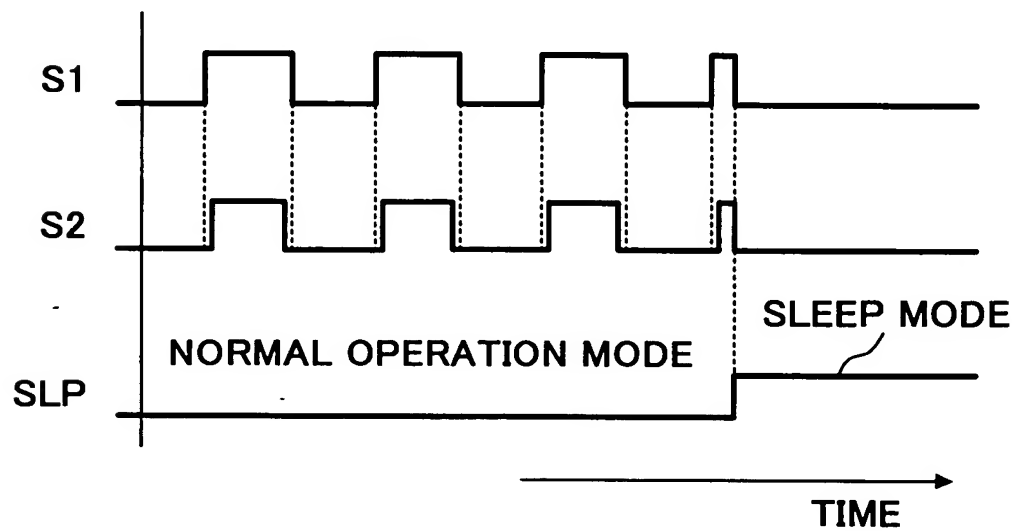 S1
S2
SLEEP MODE
NORMAL OPERATION MODE
SLP
TIME